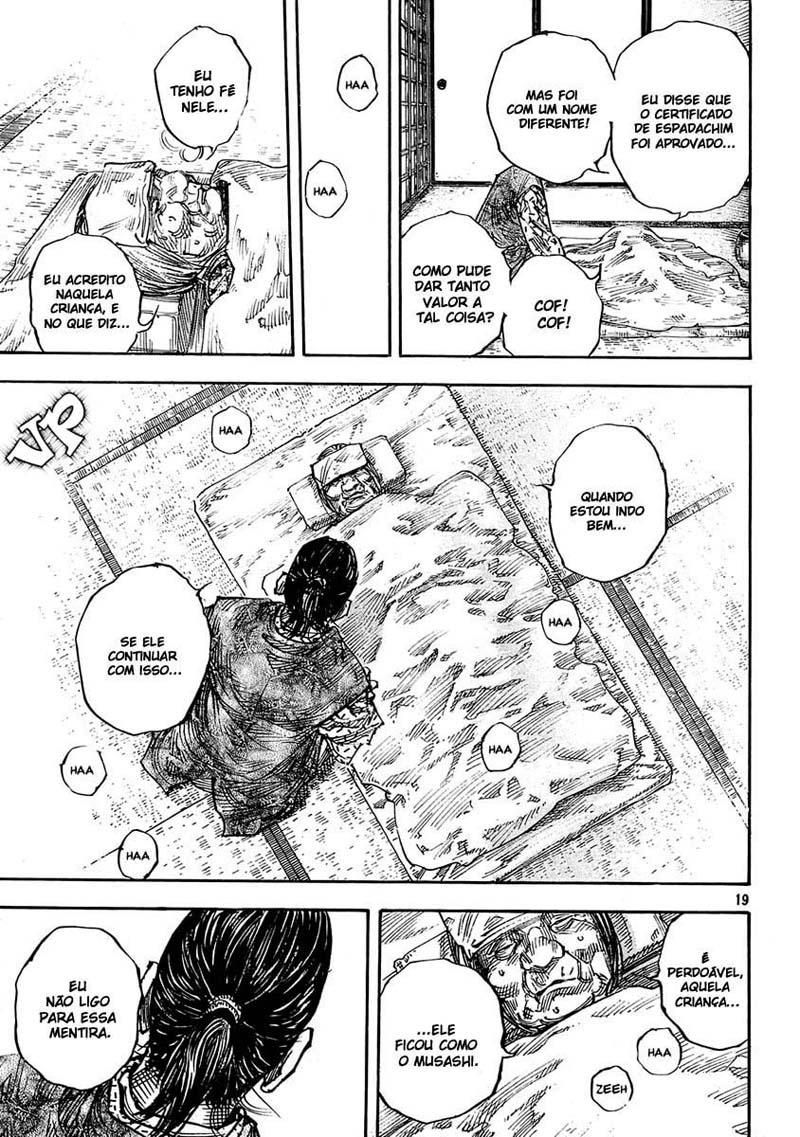 EU DISSE QUE
O CERTIFICADO
DE ESPADACHIM
FOI APROVADO...
MAS FOI
COM UM NOME
DIFERENTE!
COMO PUDE
DAR TANTO
VALOR A
TAL COISA?
COF!
COF!
HAA
HAA
EU
TENHO FÉ
NELE...
EU ACREDITO
NAQUELA
CRIANÇA, E
NO QUE DIZ...
VP
HAA
QUANDO
ESTOU INDO
BEM...
HAA
SE ELE
CONTINUAR
COM ISSO...
HAA
HAA
HAA
19
É
PERDOÁVEL,
AQUELA
CRIANÇA...
...ELE
FICOU COMO
O MUSASHI.
HAA
ZEEH
EU
NÃO LIGO
PARA ESSA
MENTIRA.